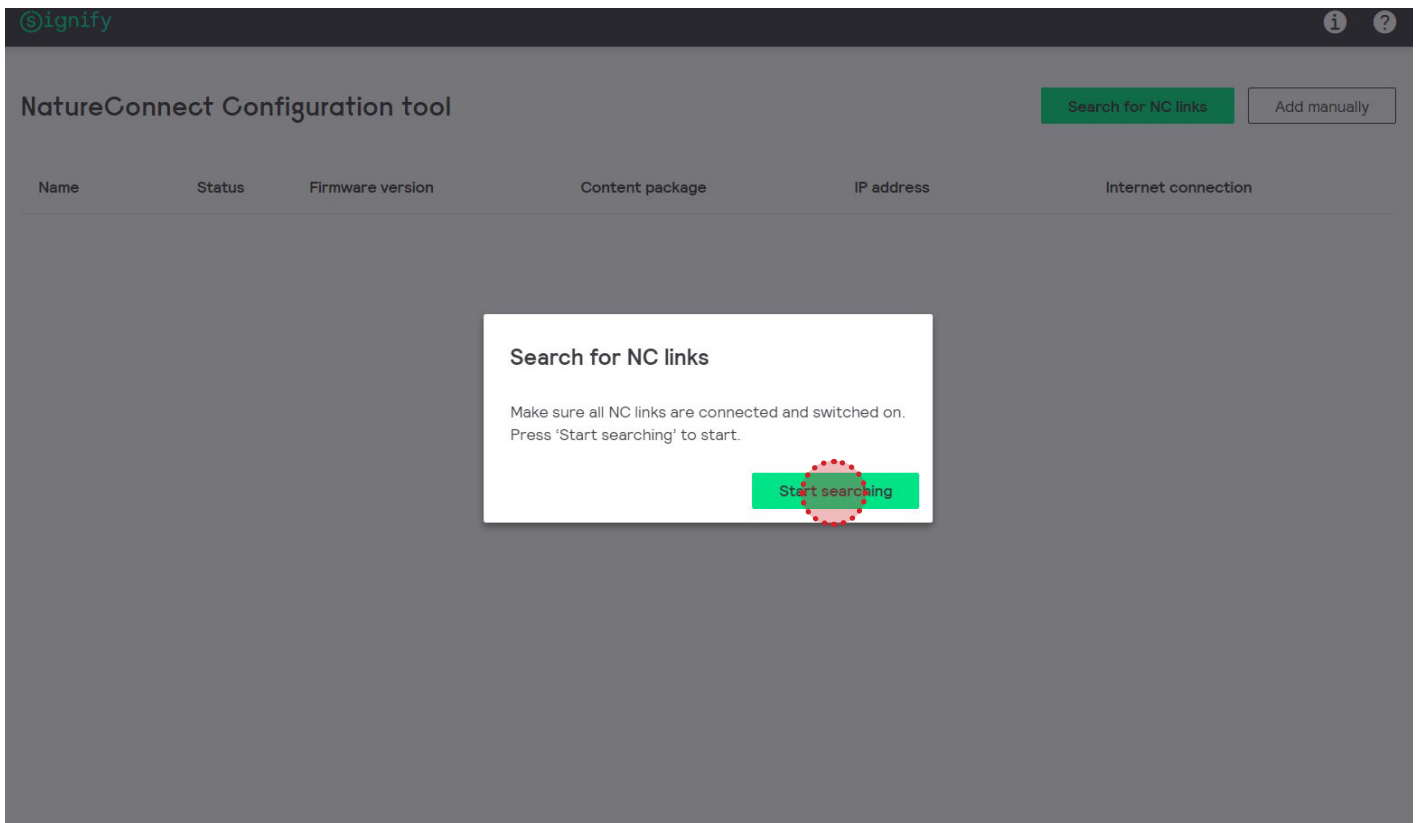 Signify
i ?
NatureConnect Configuration tool
Search for NC links
Add manually
Name Status Firmware version Content package IP address Internet connection
Search for NC links
Make sure all NC links are connected and switched on.
Press ‘Start searching’ to start.
Start searching